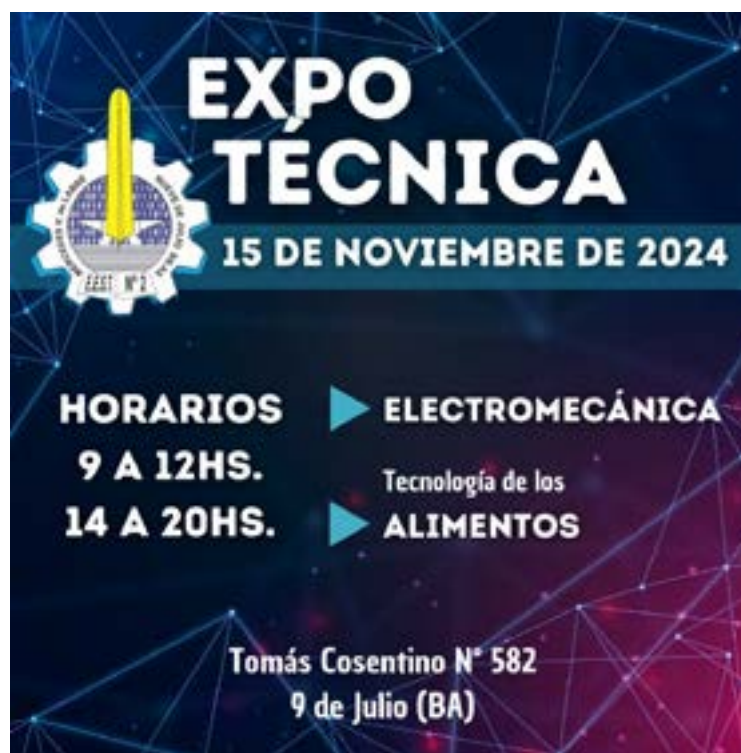 EXPO
TÉCNICA
15 DE NOVIEMBRE DE 2024
E.E.S.T. N° 2
HORARIOS
9 A 12HS.
14 A 20HS.
ELECTROMECÁNICA
Tecnología de los
ALIMENTOS
Tomás Cosentino N° 582
9 de Julio (BA)